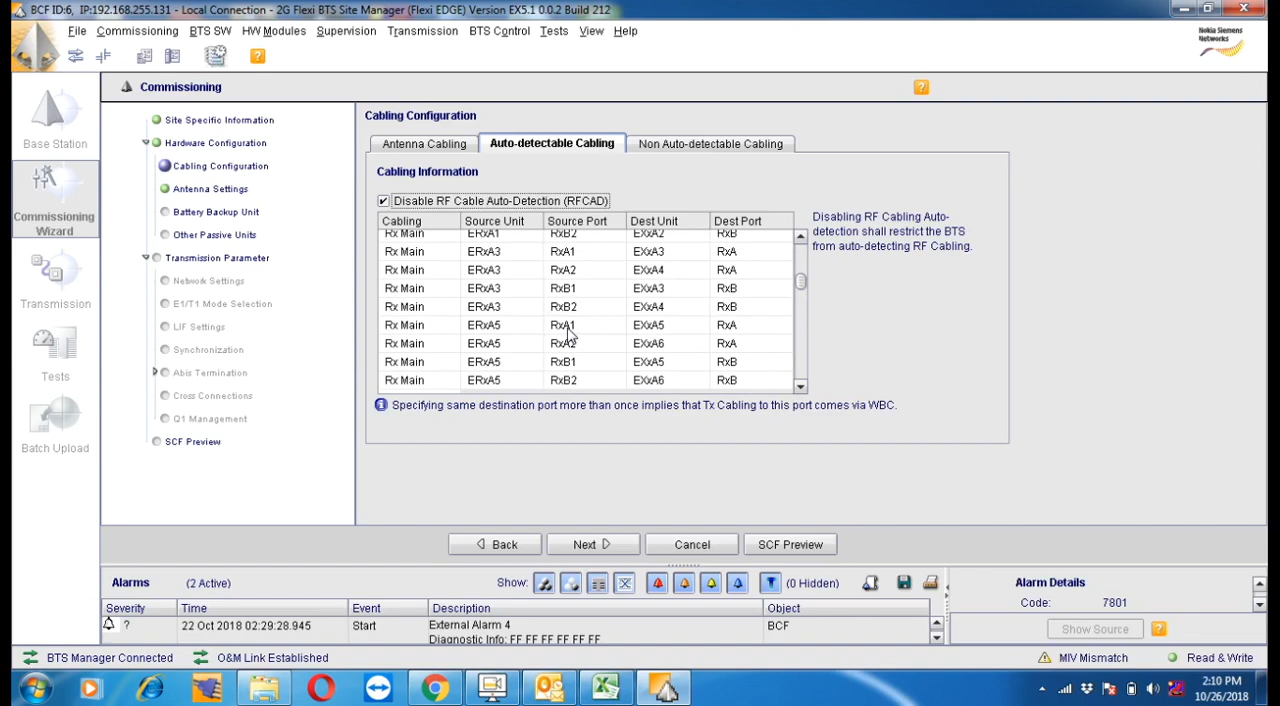 BCF ID:6, IP:192.168.255.131 - Local Connection - 2G Flexi BTS Site Manager (Flexi EDGE) Version EX5.1 0.0.2 Build 212
File Commissioning BTS SW HW Modules Supervision Transmission BTS Control Tests View Help
Nokia Siemens
Networks
Base Station
Commissioning
Wizard
Transmission
Tests
Batch Upload
Commissioning
Site Specific Information
Hardware Configuration
Cabling Configuration
Antenna Settings
Battery Backup Unit
Other Passive Units
Transmission Parameter
Network Settings
E1/T1 Mode Selection
LIF Settings
Synchronization
Abis Termination
Cross Connections
Q1 Management
SCF Preview
Cabling Configuration
Antenna Cabling Auto-detectable Cabling Non Auto-detectable Cabling
Cabling Information
Disable RF Cable Auto-Detection (RFCAD)
Cabling Source Unit Source Port Dest Unit Dest Port
Rx Main ERxA1 RxB2 EXxA2 RxB
Rx Main ERxA3 RxA1 EXxA3 RxA
Rx Main ERxA3 RxA2 EXxA4 RxA
Rx Main ERxA3 RxB1 EXxA3 RxB
Rx Main ERxA3 RxB2 EXxA4 RxB
Rx Main ERxA5 RxA1 EXxA5 RxA
Rx Main ERxA5 RxA2 EXxA6 RxA
Rx Main ERxA5 RxB1 EXxA5 RxB
Rx Main ERxA5 RxB2 EXxA6 RxB
Disabling RF Cabling Auto-
detection shall restrict the BTS
from auto-detecting RF Cabling.
Specifying same destination port more than once implies that Tx Cabling to this port comes via WBC.
Back Next Cancel SCF Preview
Alarms (2 Active) Show: (0 Hidden)
Severity Time Event Description Object
? 22 Oct 2018 02:29:28.945 Start External Alarm 4 BCF
Diagnostic Info: FF FF FF FF FF FF
Alarm Details
Code: 7801
Show Source
BTS Manager Connected O&M Link Established MIV Mismatch Read & Write
2:10 PM
10/26/2018